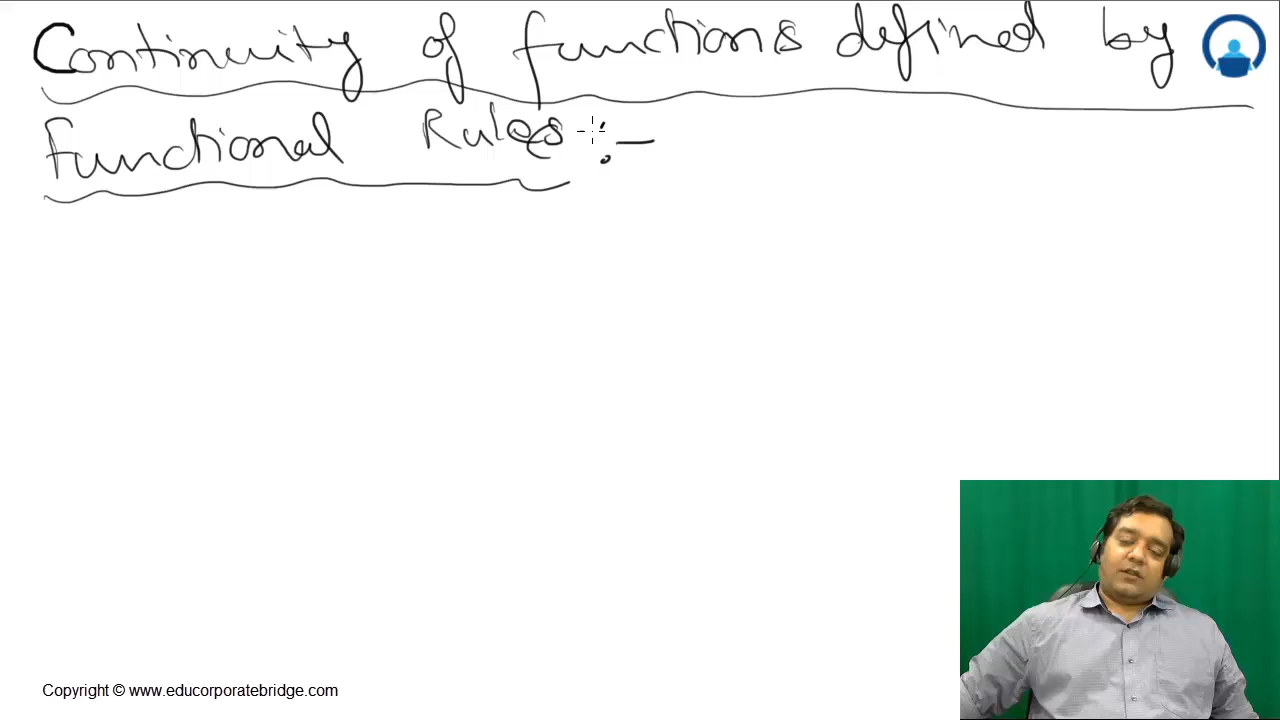 Continuity of functions defined by
Functional Rules :-
Copyright © www.educorporatebridge.com